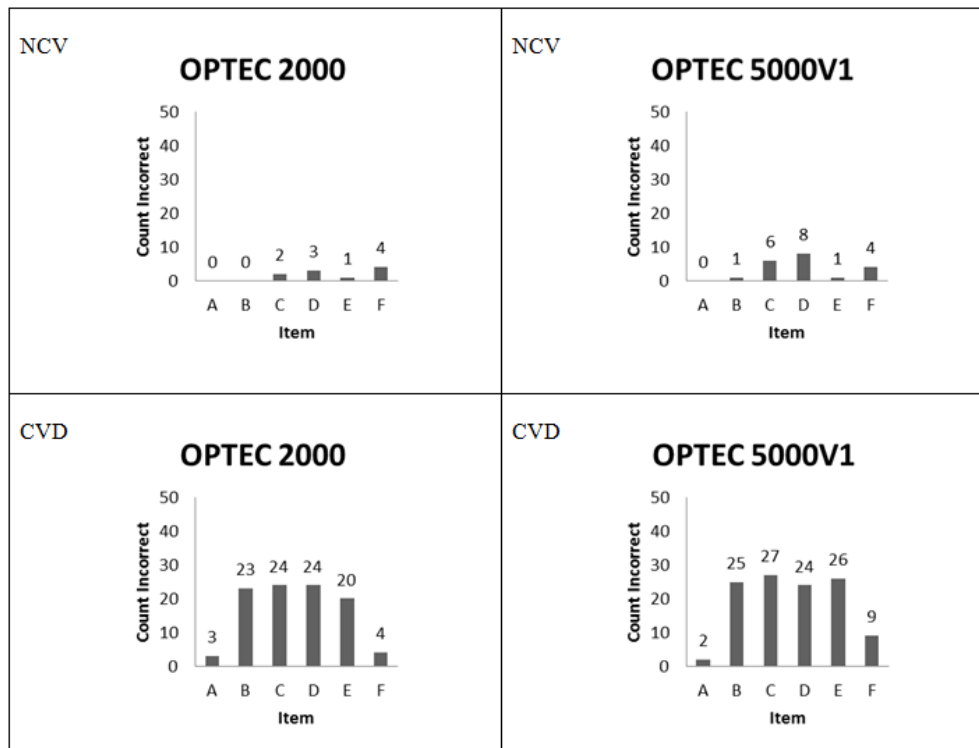 NCV
OPTEC 2000
Count Incorrect
50
40
30
20
10
0
0 0 2 3 1 4
A B C D E F
Item
NCV
OPTEC 5000V1
Count Incorrect
50
40
30
20
10
0
0 1 6 8 1 4
A B C D E F
Item
CVD
OPTEC 2000
Count Incorrect
50
40
30
20
10
0
3 23 24 24 20 4
A B C D E F
Item
CVD
OPTEC 5000V1
Count Incorrect
50
40
30
20
10
0
2 25 27 24 26 9
A B C D E F
Item